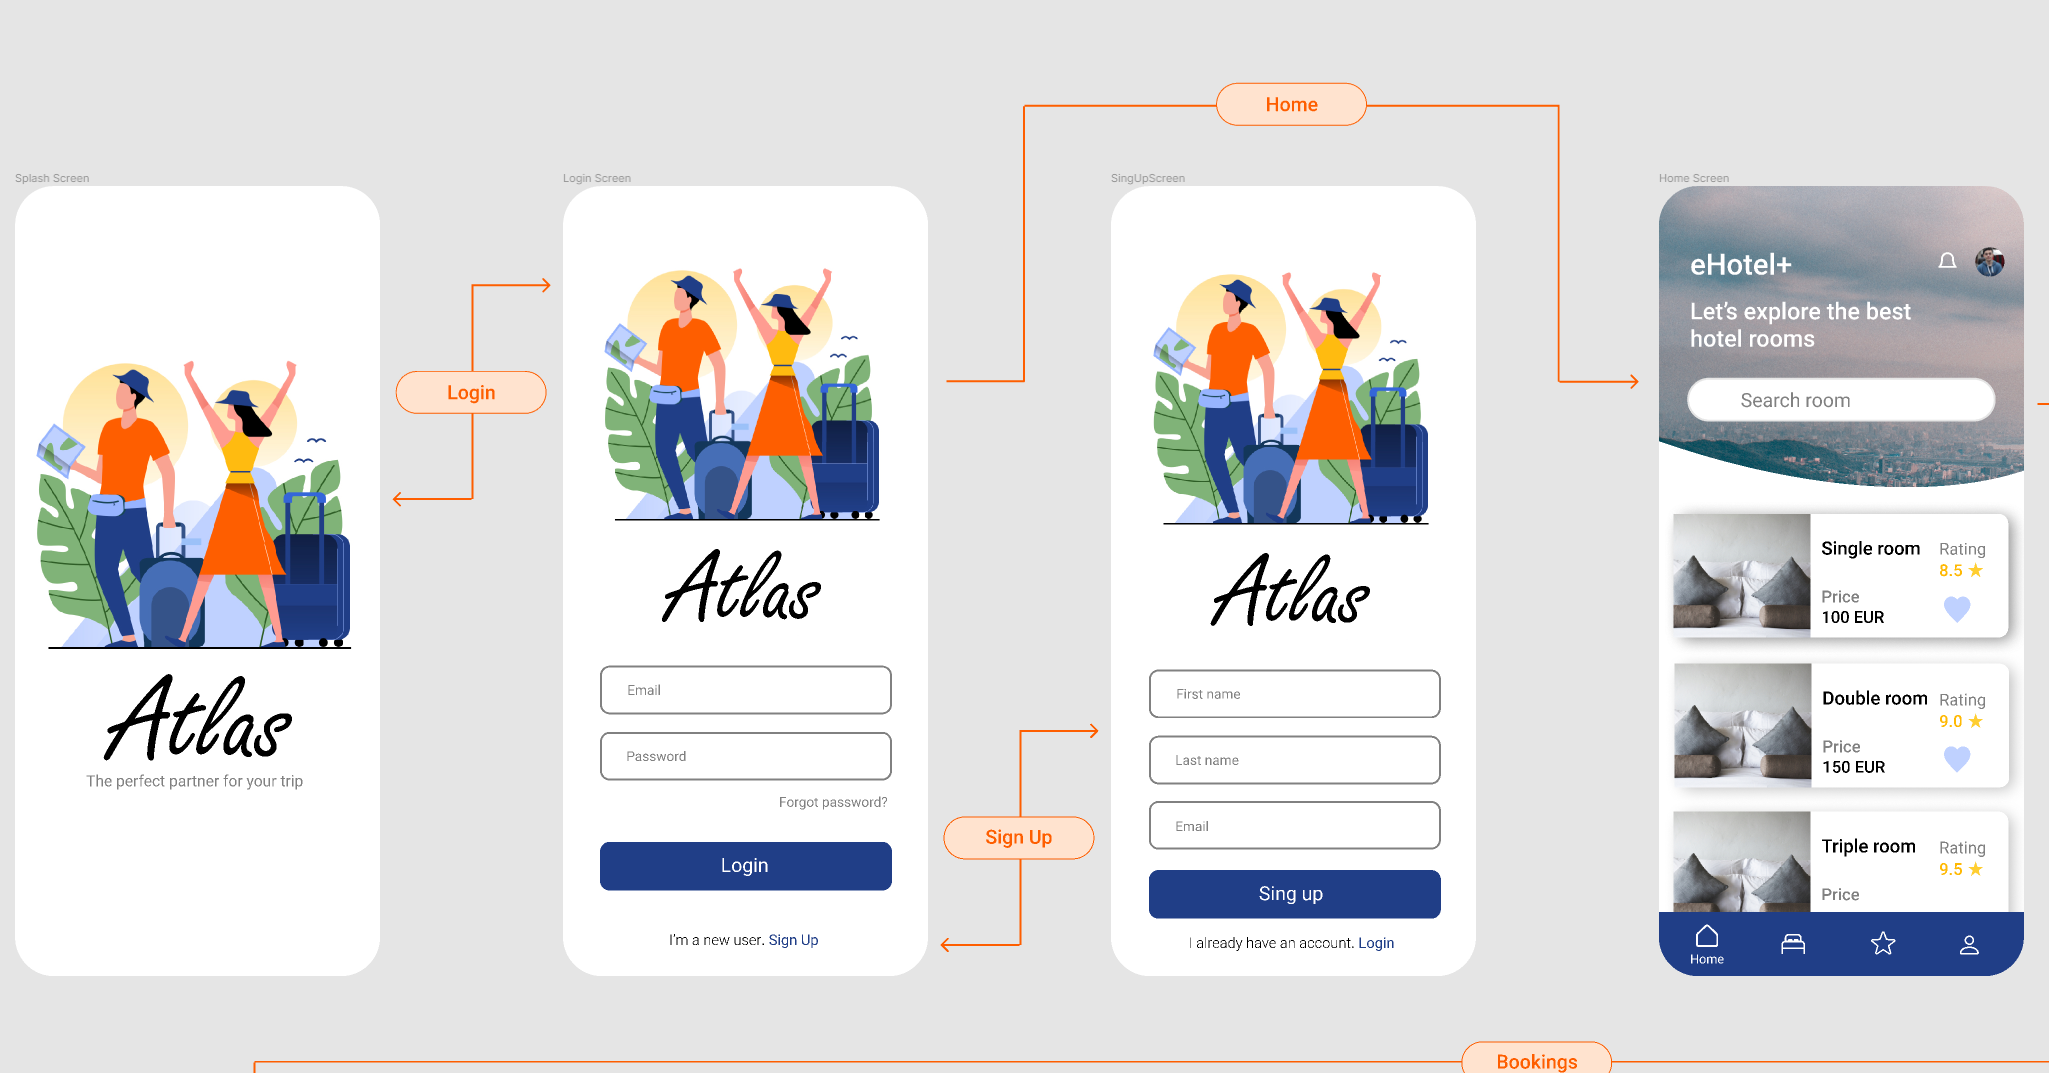 Home
Splash Screen
Login Screen
SingUpScreen
Home Screen
Login
Sign Up
Atlas
The perfect partner for your trip
Atlas
Email
Password
Forgot password?
Login
I'm a new user. Sign Up
Atlas
First name
Last name
Email
Sing up
I already have an account. Login
eHotel+
Let's explore the best
hotel rooms
Search room
Single room
Rating
8.5
Price
100 EUR
Double room
Rating
9.0
Price
150 EUR
Triple room
Rating
9.5
Price
Home
Bookings